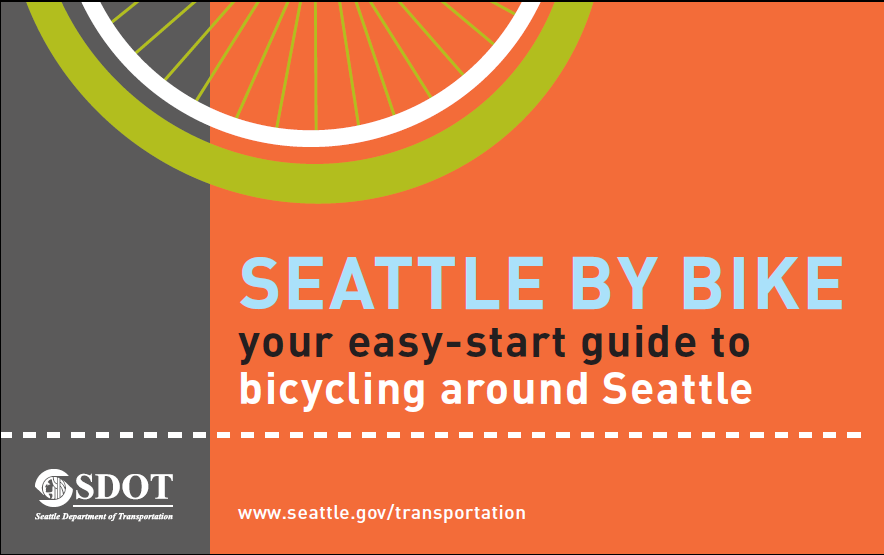 SEATTLE BY BIKE
your easy-start guide to
bicycling around Seattle
SDOT
Seattle Department of Transportation
www.seattle.gov/transportation